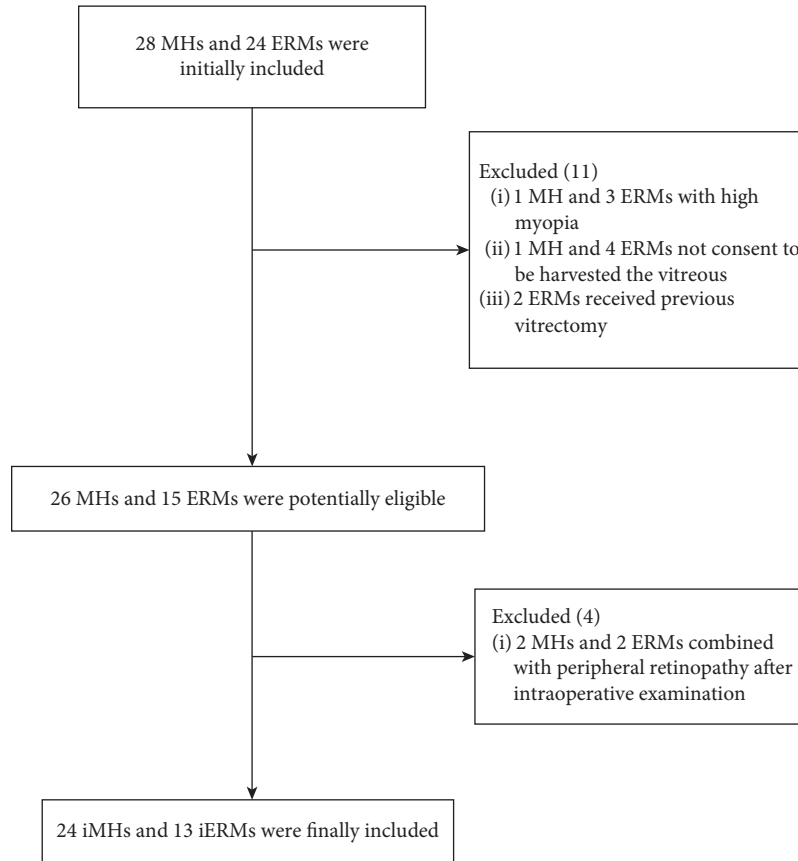 28 MHs and 24 ERMs were
initially included
Excluded (11)
(i) 1 MH and 3 ERMs with high
myopia
(ii) 1 MH and 4 ERMs not consent to
be harvested the vitreous
(iii) 2 ERMs received previous
vitrectomy
26 MHs and 15 ERMs were potentially eligible
Excluded (4)
(i) 2 MHs and 2 ERMs combined
with peripheral retinopathy after
intraoperative examination
24 iMHs and 13 iERMs were finally included